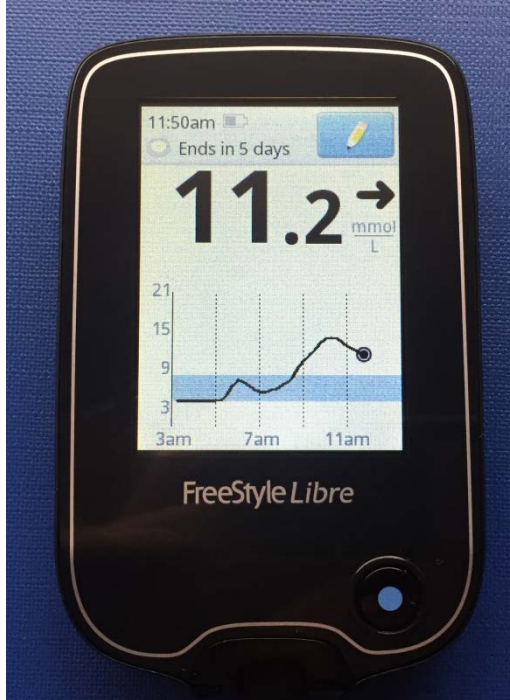 11:50am
Ends in 5 days
11.2
mmol
L
21
15
9
3
3am 7am 11am
FreeStyle Libre